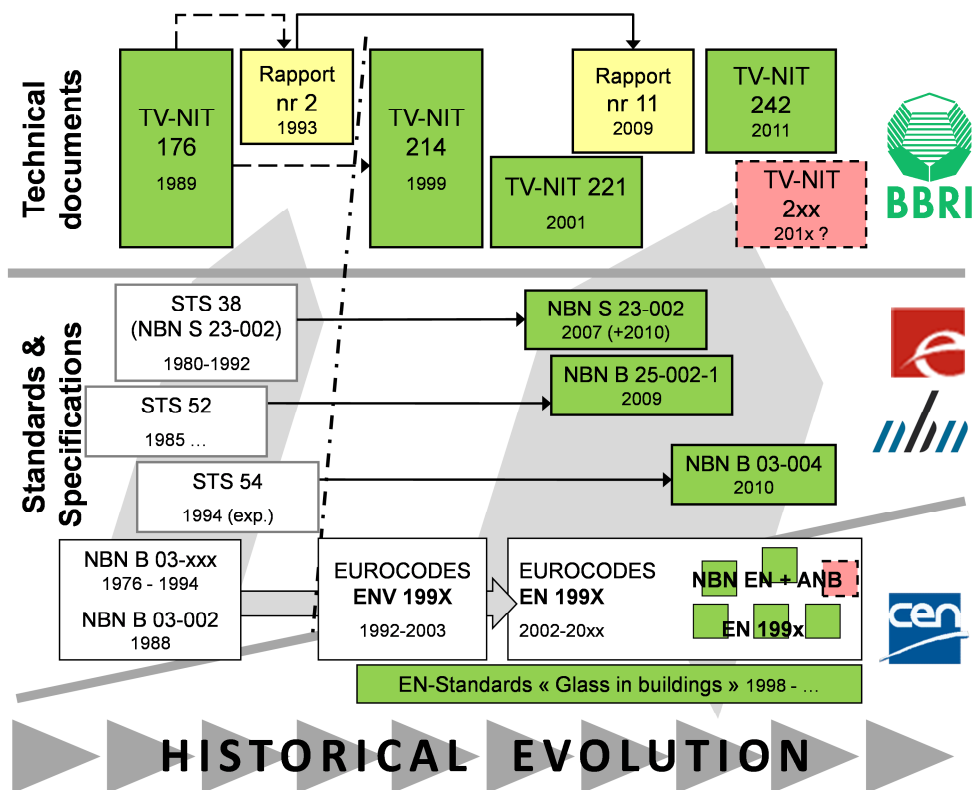 Technical
documents
TV-NIT
176
1989
Rapport
nr 2
1993
TV-NIT
214
1999
TV-NIT 221
2001
Rapport
nr 11
2009
TV-NIT
242
2011
TV-NIT
2xx
201x ?
BBRI
Standards &
Specifications
STS 38
(NBN S 23-002)
1980-1992
NBN S 23-002
2007 (+2010)
STS 52
1985 ...
NBN B 25-002-1
2009
STS 54
1994 (exp.)
NBN B 03-004
2010
e
nbn
NBN B 03-xxx
1976 - 1994
NBN B 03-002
1988
EUROCODES
ENV 199X
1992-2003
EUROCODES
EN 199X
2002-20xx
NBN EN + ANB
EN 199x
cen
EN-Standards « Glass in buildings » 1998 - ...
HISTORICAL EVOLUTION